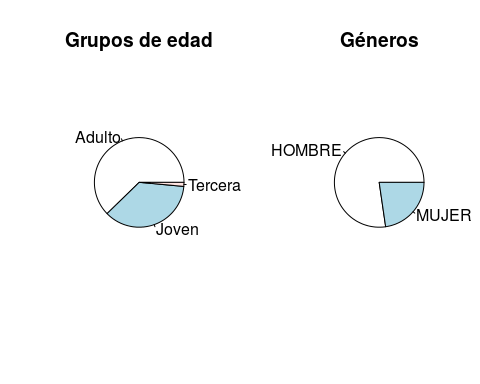 Grupos de edad
Adulto
Tercera
Joven
Géneros
HOMBRE
MUJER